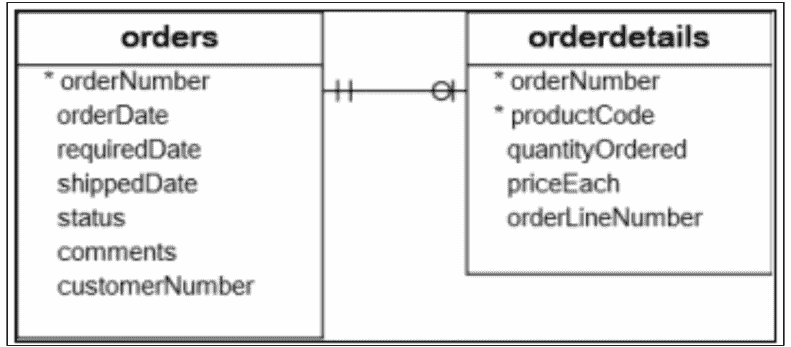 orders
* orderNumber
orderDate
requiredDate
shippedDate
status
comments
customerNumber
orderdetails
* orderNumber
* productCode
quantityOrdered
priceEach
orderLineNumber